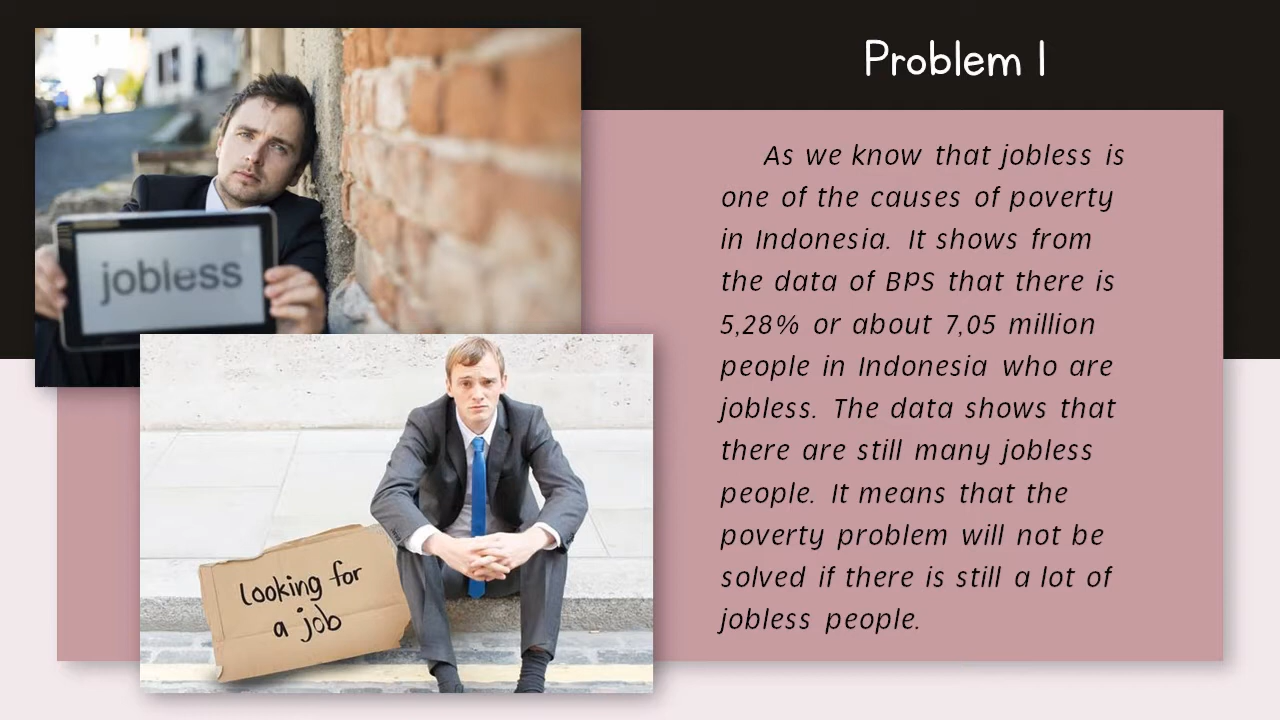 Problem 1
jobless
looking for
a job
As we know that jobless is
one of the causes of poverty
in Indonesia. It shows from
the data of BPS that there is
5,28% or about 7,05 million
people in Indonesia who are
jobless. The data shows that
there are still many jobless
people. It means that the
poverty problem will not be
solved if there is still a lot of
jobless people.